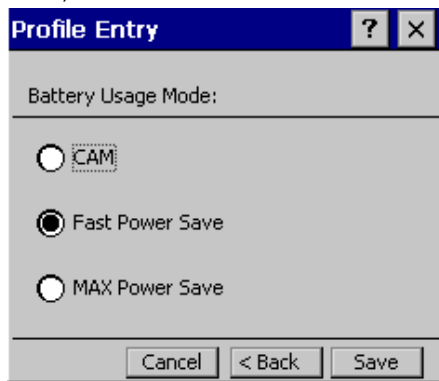 Profile Entry ? X
Battery Usage Mode:
CAM
Fast Power Save
MAX Power Save
Cancel < Back Save